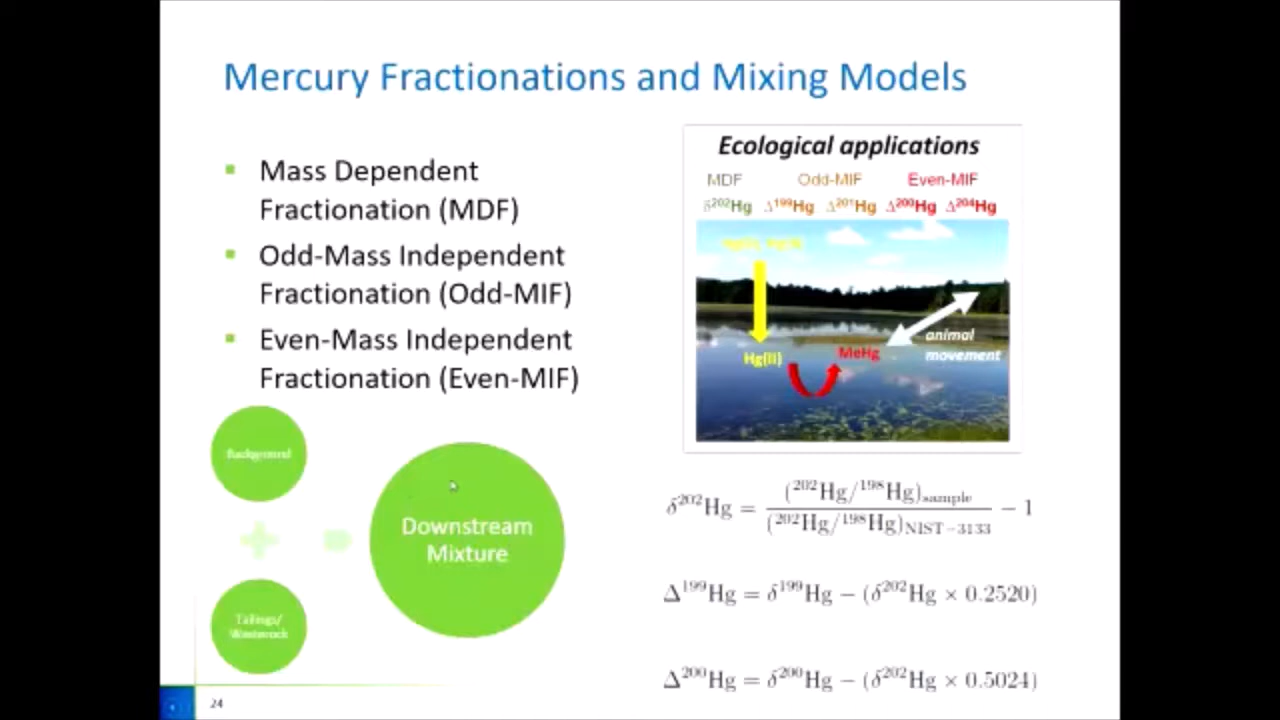 Mercury Fractionations and Mixing Models
Mass Dependent
Fractionation (MDF)
Odd-Mass Independent
Fractionation (Odd-MIF)
Even-Mass Independent
Fractionation (Even-MIF)
Background
Tailings/
Wasterock
Downstream
Mixture
Ecological applications
MDF Odd-MIF Even-MIF
δ²⁰²Hg Δ¹⁹⁹Hg Δ²⁰¹Hg Δ²⁰⁰Hg Δ²⁰⁴Hg
Hg(II)
MeHg
animal
movement
δ²⁰²Hg = (²⁰²Hg/¹⁹⁸Hg)sample / (²⁰²Hg/¹⁹⁸Hg)NIST−3133 − 1
Δ¹⁹⁹Hg = δ¹⁹⁹Hg − (δ²⁰²Hg × 0.2520)
Δ²⁰⁰Hg = δ²⁰⁰Hg − (δ²⁰²Hg × 0.5024)
24